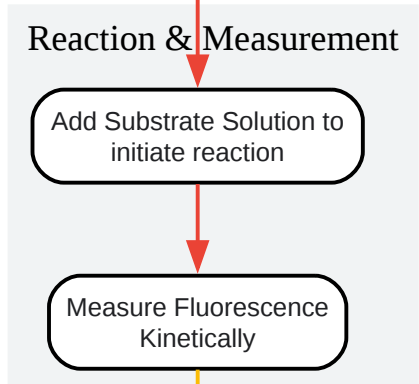 Reaction & Measurement
Add Substrate Solution to
initiate reaction
Measure Fluorescence
Kinetically